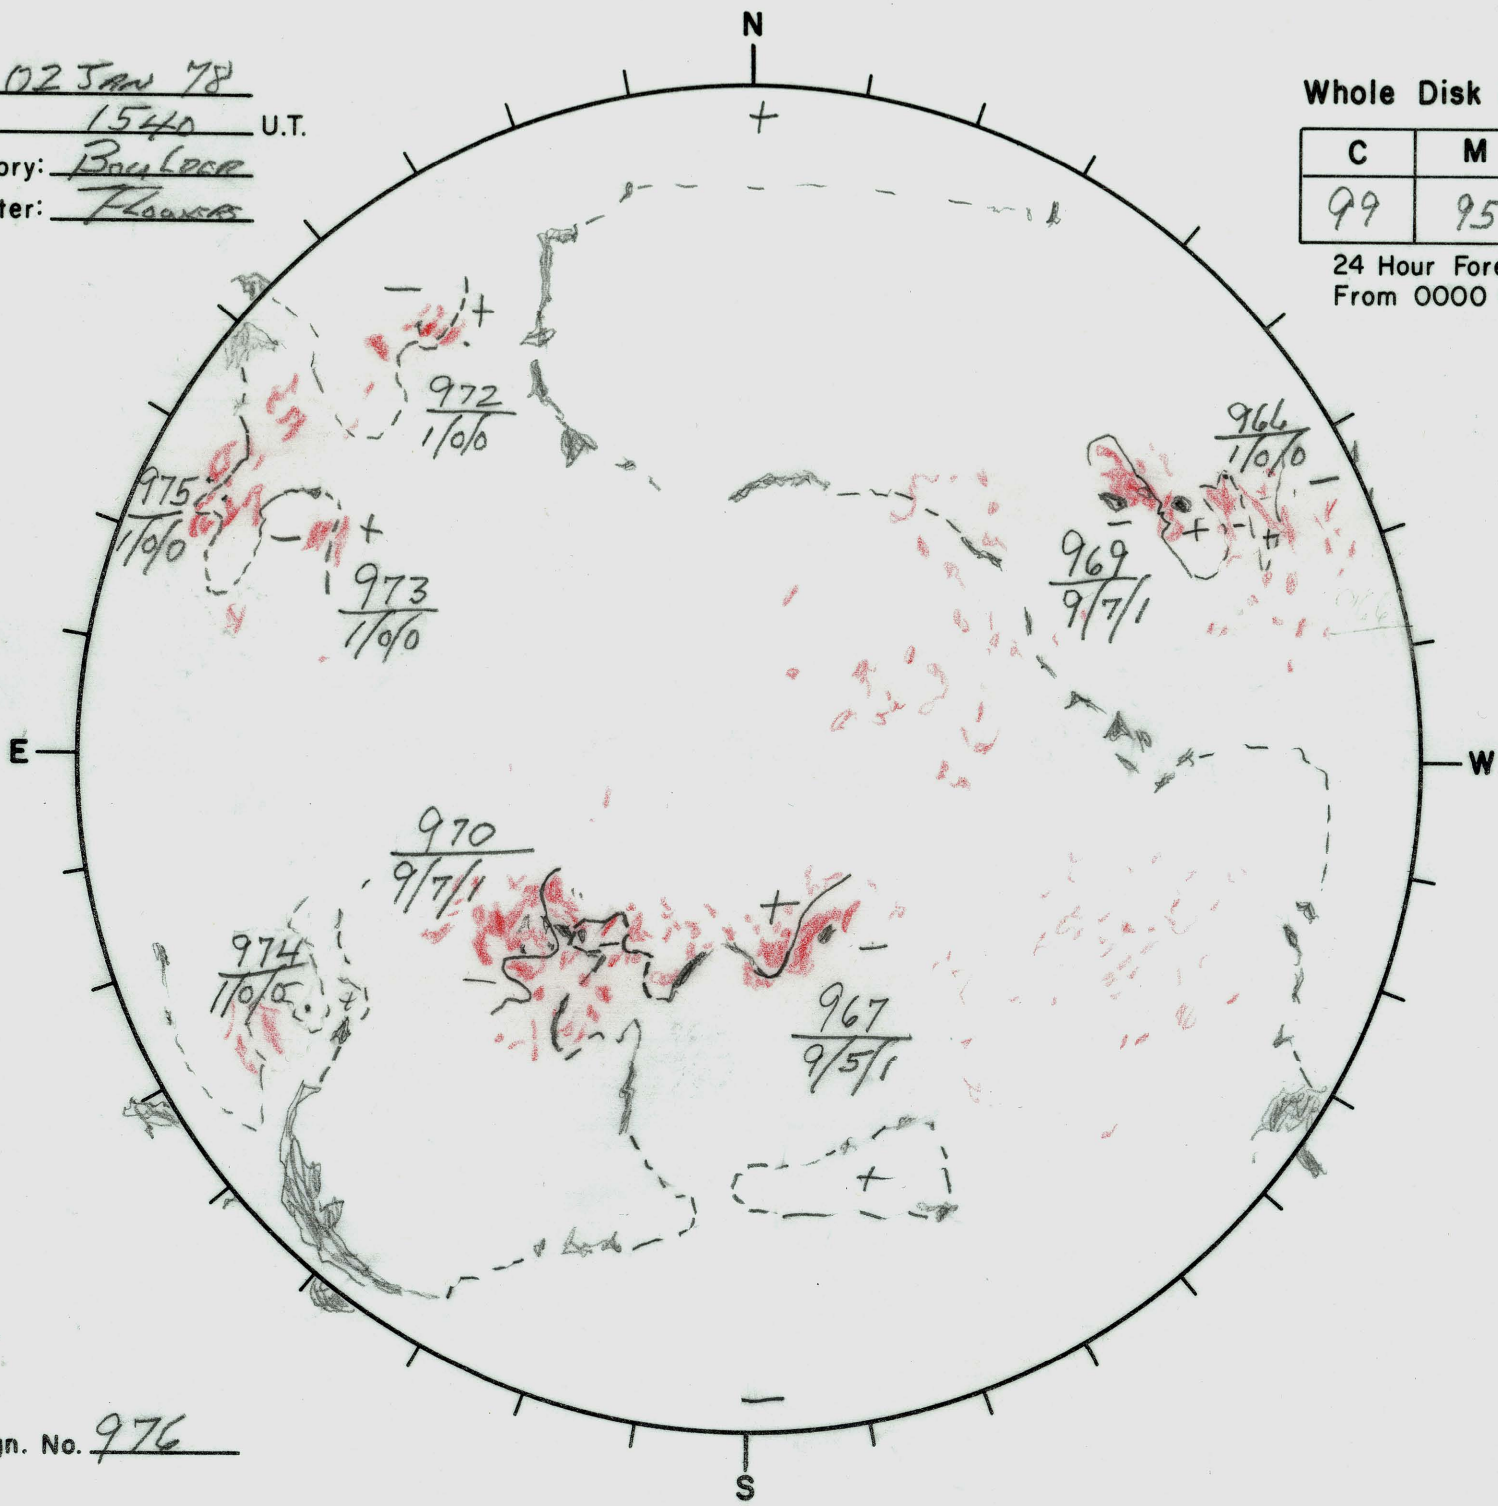 N
02 JAN 78
1540 U.T.
ory: Boulder
ter: Flowers
Whole Disk
C M
99 95
24 Hour Fore
From 0000
+
- +
972
1/0/0
975
1/0/0
- +
973
1/0/0
966
1/0/0
-
- + +
969
9/7/1
E
W
970
9/7/1
+
-
974
1/0/0
- +
967
9/5/1
+
-
gn. No. 976
S